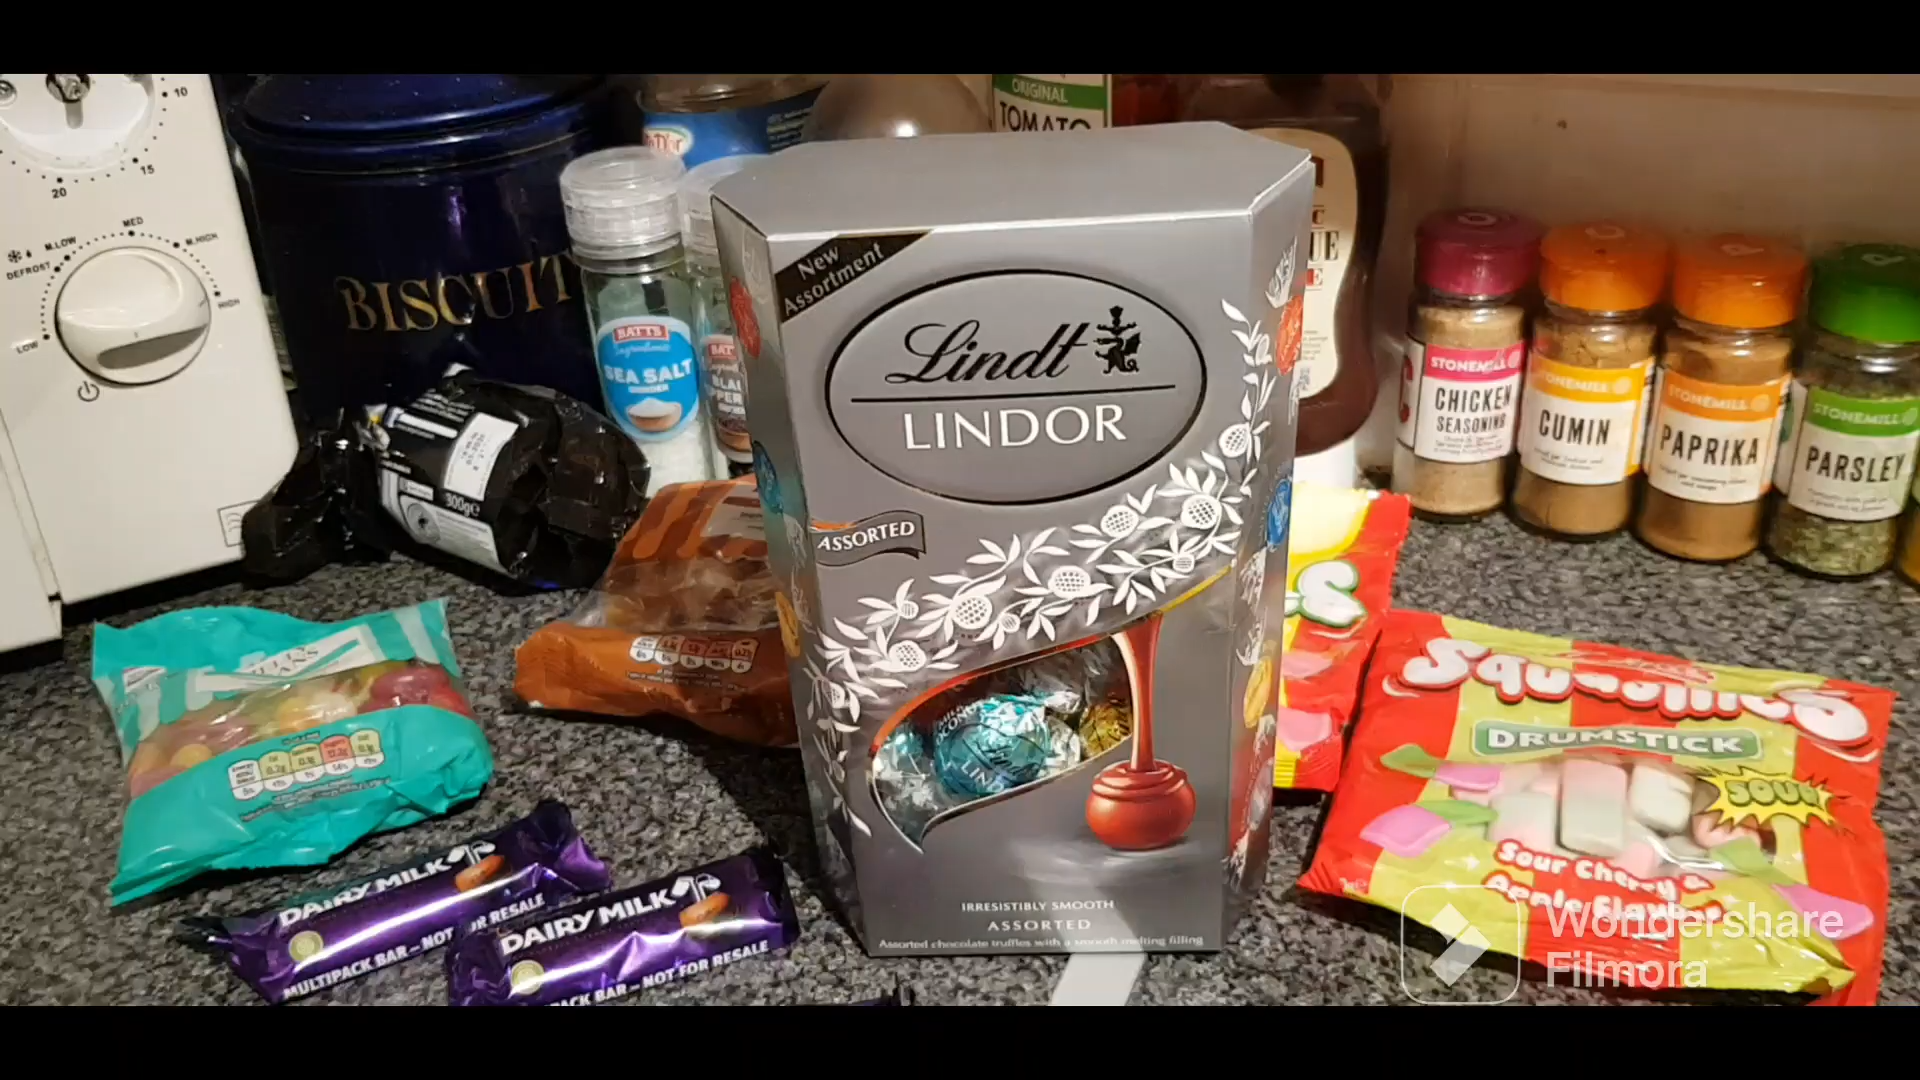 10
15
20
MED
M.LOW
M.HIGH
DEFROST
HIGH
LOW
BISCUIT
ORIGINAL
TOMATO
BATTS
SEA SALT
300g
New
Assortment
Lindt
LINDOR
ASSORTED
IRRESISTIBLY SMOOTH
ASSORTED
Assorted chocolate truffles with a smooth melting filling
STONEMILL
CHICKEN
SEASONING
STONEMILL
CUMIN
STONEMILL
PAPRIKA
STONEMILL
PARSLEY
Squashies
DRUMSTICK
SOUR
Sour Cherry &
Apple Flavour
DAIRY MILK
MULTIPACK BAR – NOT FOR RESALE
DAIRY MILK
PACK BAR – NOT FOR RESALE
Wondershare
Filmora